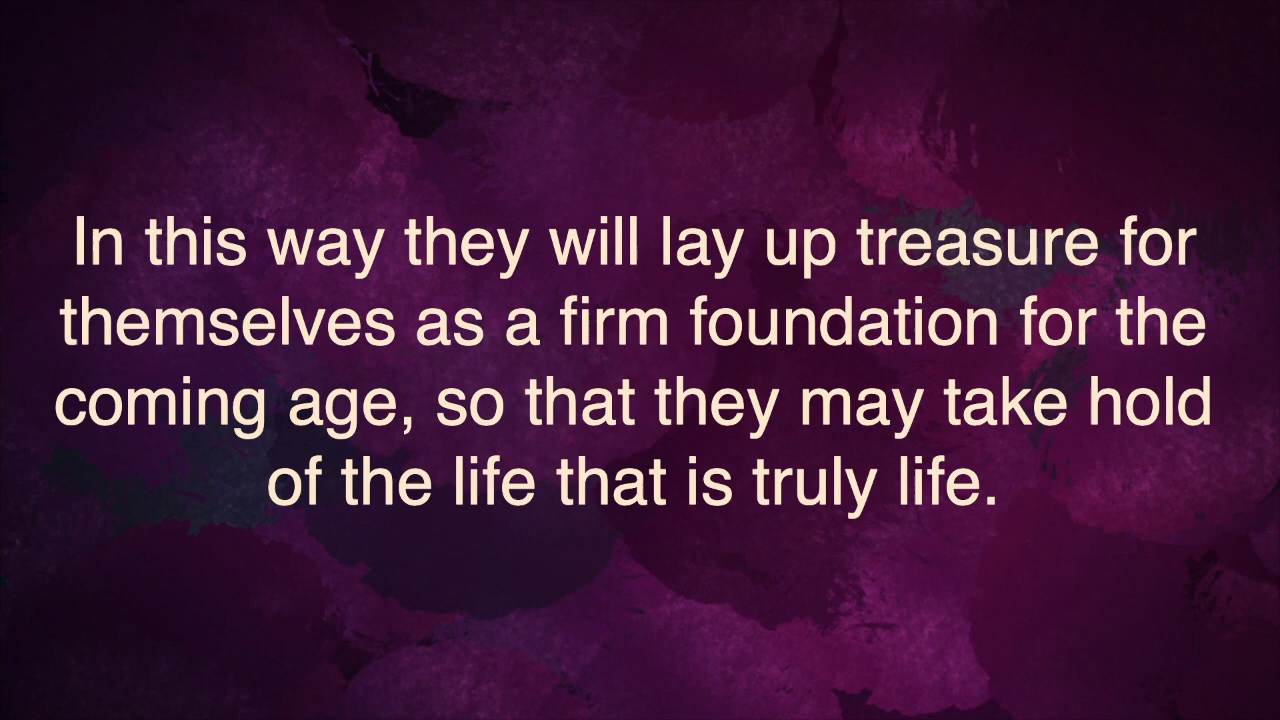 In this way they will lay up treasure for
themselves as a firm foundation for the
coming age, so that they may take hold
of the life that is truly life.